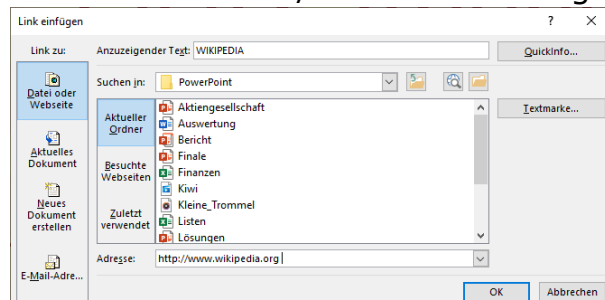 Link einfügen ? ×
Link zu: Anzuzeigender Text: WIKIPEDIA QuickInfo...
Datei oder Webseite
Suchen in: PowerPoint
Textmarke...
Aktueller Ordner
Besuchte Webseiten
Zuletzt verwendet
Aktiengesellschaft
Auswertung
Bericht
Finale
Finanzen
Kiwi
Kleine_Trommel
Listen
Lösungen
Aktuelles Dokument
Neues Dokument erstellen
E-Mail-Adre...
Adresse: http://www.wikipedia.org
OK Abbrechen